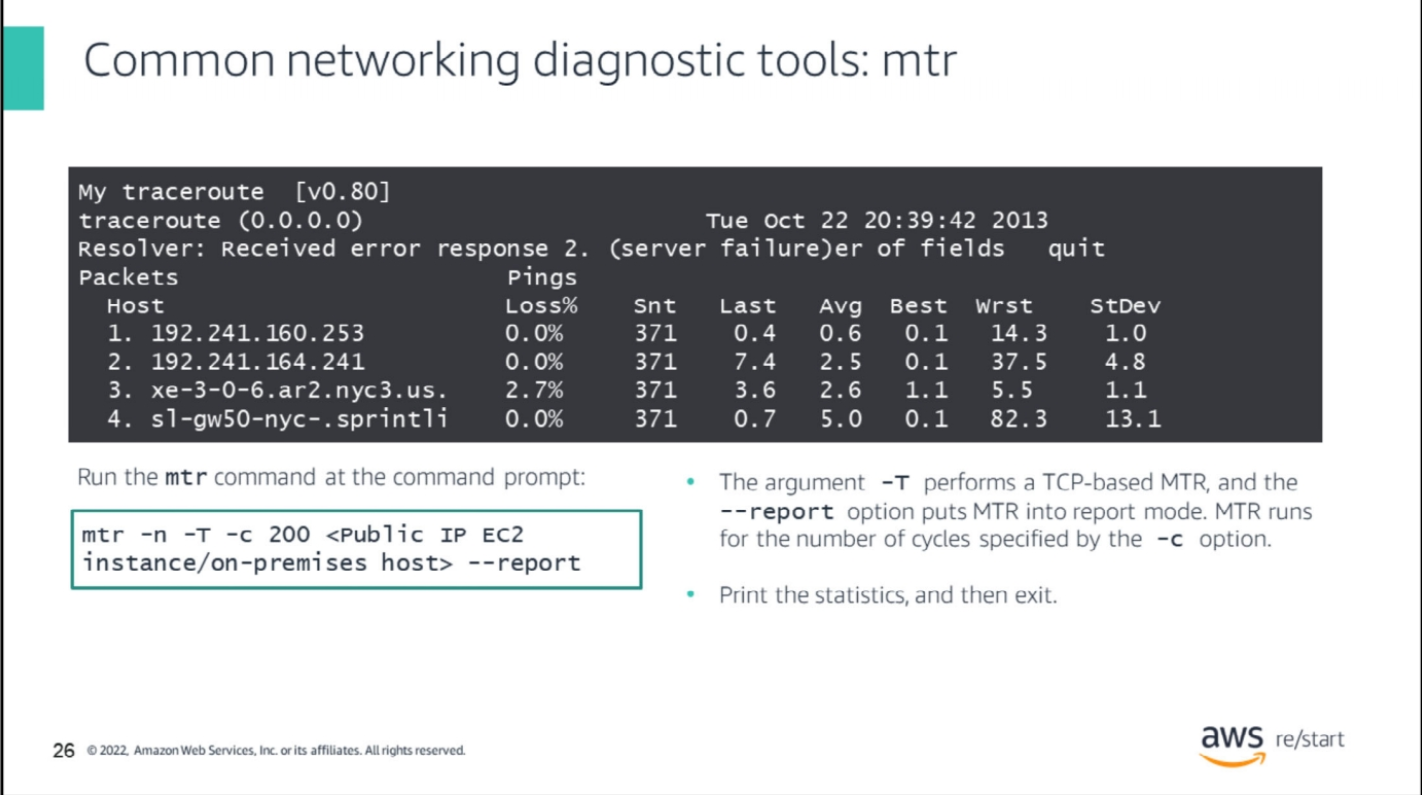 Common networking diagnostic tools: mtr
My traceroute [v0.80]
traceroute (0.0.0.0) Tue Oct 22 20:39:42 2013
Resolver: Received error response 2. (server failure)er of fields quit
Packets Pings
Host Loss% Snt Last Avg Best Wrst StDev
1. 192.241.160.253 0.0% 371 0.4 0.6 0.1 14.3 1.0
2. 192.241.164.241 0.0% 371 7.4 2.5 0.1 37.5 4.8
3. xe-3-0-6.ar2.nyc3.us. 2.7% 371 3.6 2.6 1.1 5.5 1.1
4. sl-gw50-nyc-.sprintli 0.0% 371 0.7 5.0 0.1 82.3 13.1
Run the mtr command at the command prompt:
mtr -n -T -c 200 <Public IP EC2
instance/on-premises host> --report
• The argument -T performs a TCP-based MTR, and the
--report option puts MTR into report mode. MTR runs
for the number of cycles specified by the -c option.
• Print the statistics, and then exit.
26 © 2022, Amazon Web Services, Inc. or its affiliates. All rights reserved.
aws re/start